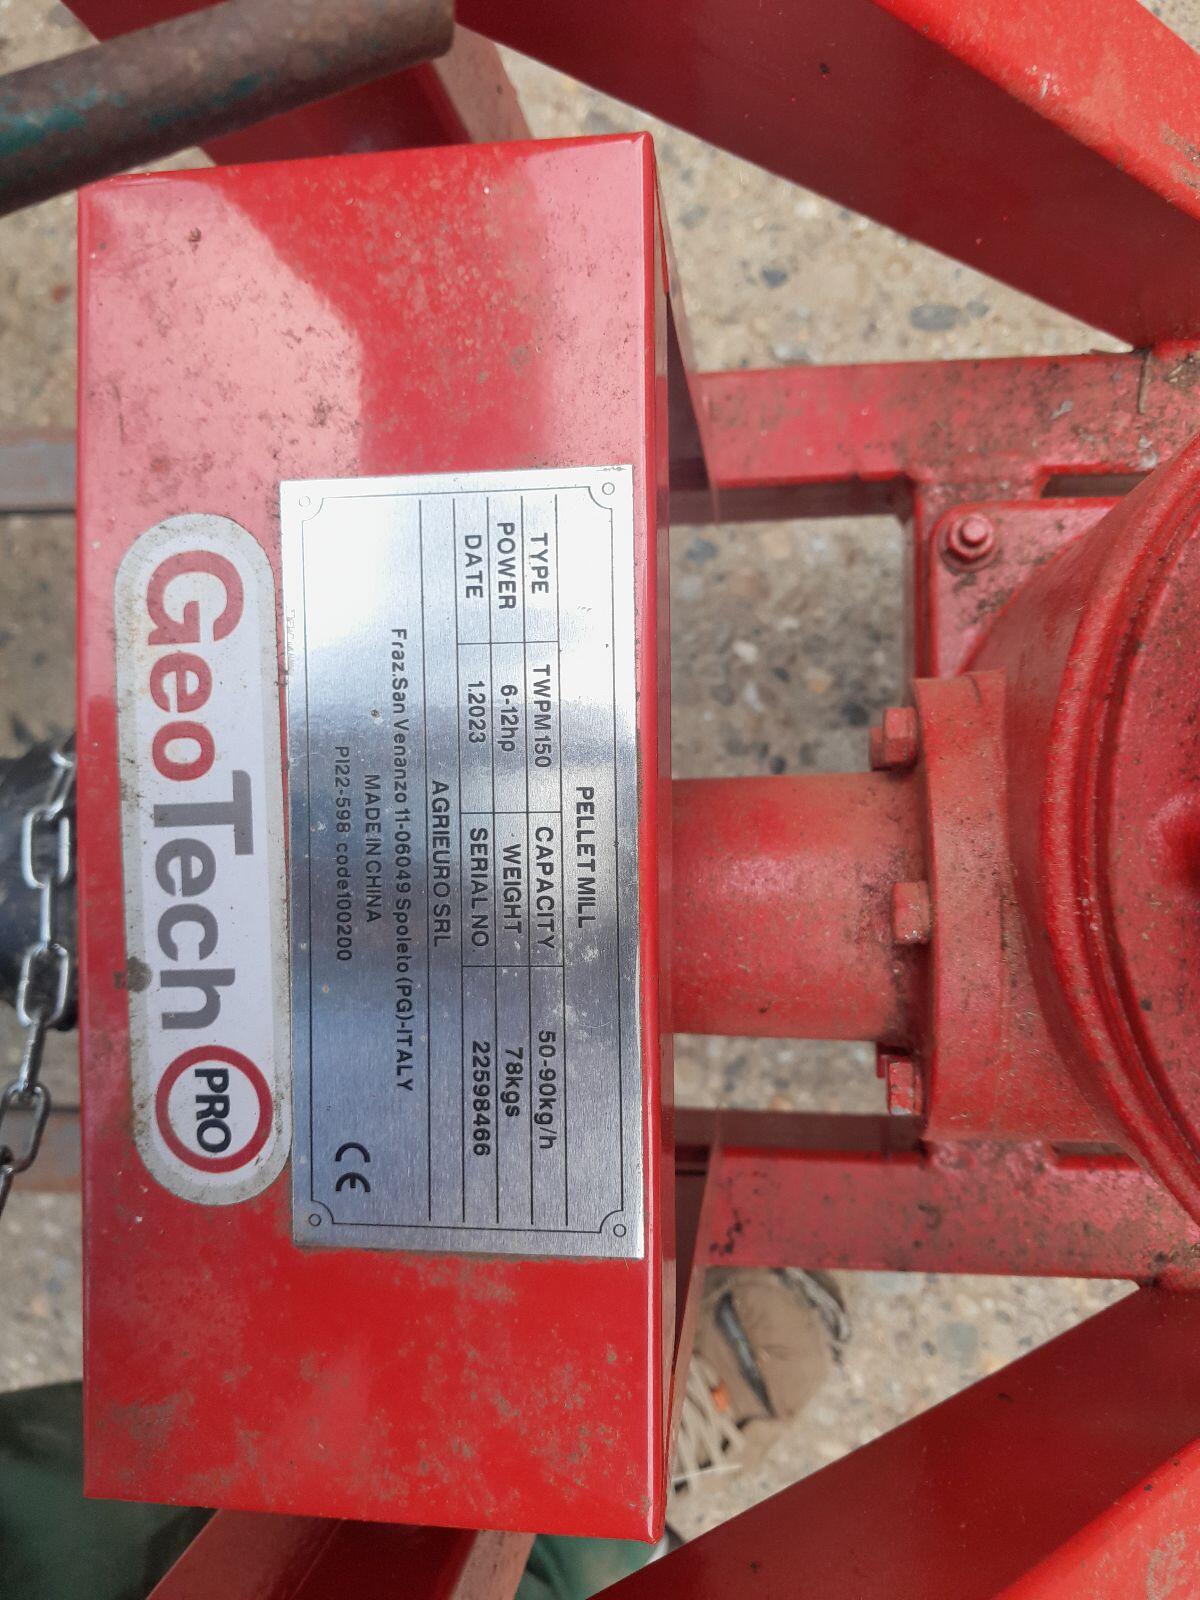 PELLET MILL
TYPE TWPM150 CAPACITY 50-90kg/h
POWER 6-12hp WEIGHT 78kgs
DATE 1.2023 SERIAL NO. 22598466
AGRIEURO SRL
Fraz.San Venanzo 11-06049 Spoleto (PG)-ITALY
MADE IN CHINA
PI22-598 code100200
CE
GeoTech PRO